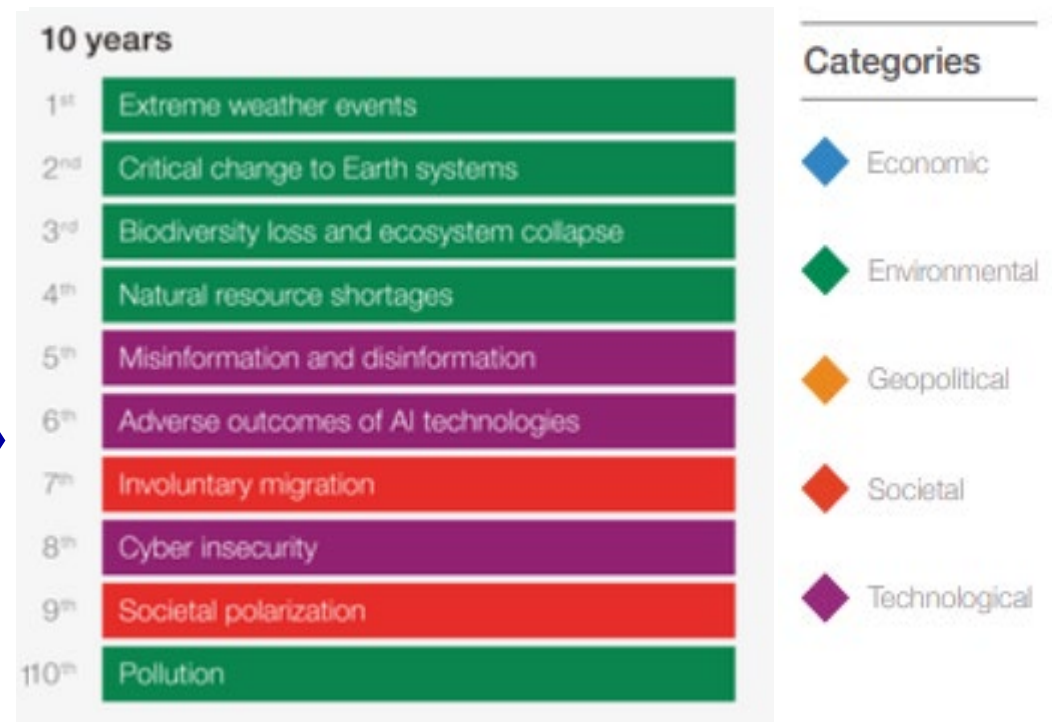 10 years
1st Extreme weather events
2nd Critical change to Earth systems
3rd Biodiversity loss and ecosystem collapse
4th Natural resource shortages
5th Misinformation and disinformation
6th Adverse outcomes of AI technologies
7th Involuntary migration
8th Cyber insecurity
9th Societal polarization
110th Pollution
Categories
Economic
Environmental
Geopolitical
Societal
Technological